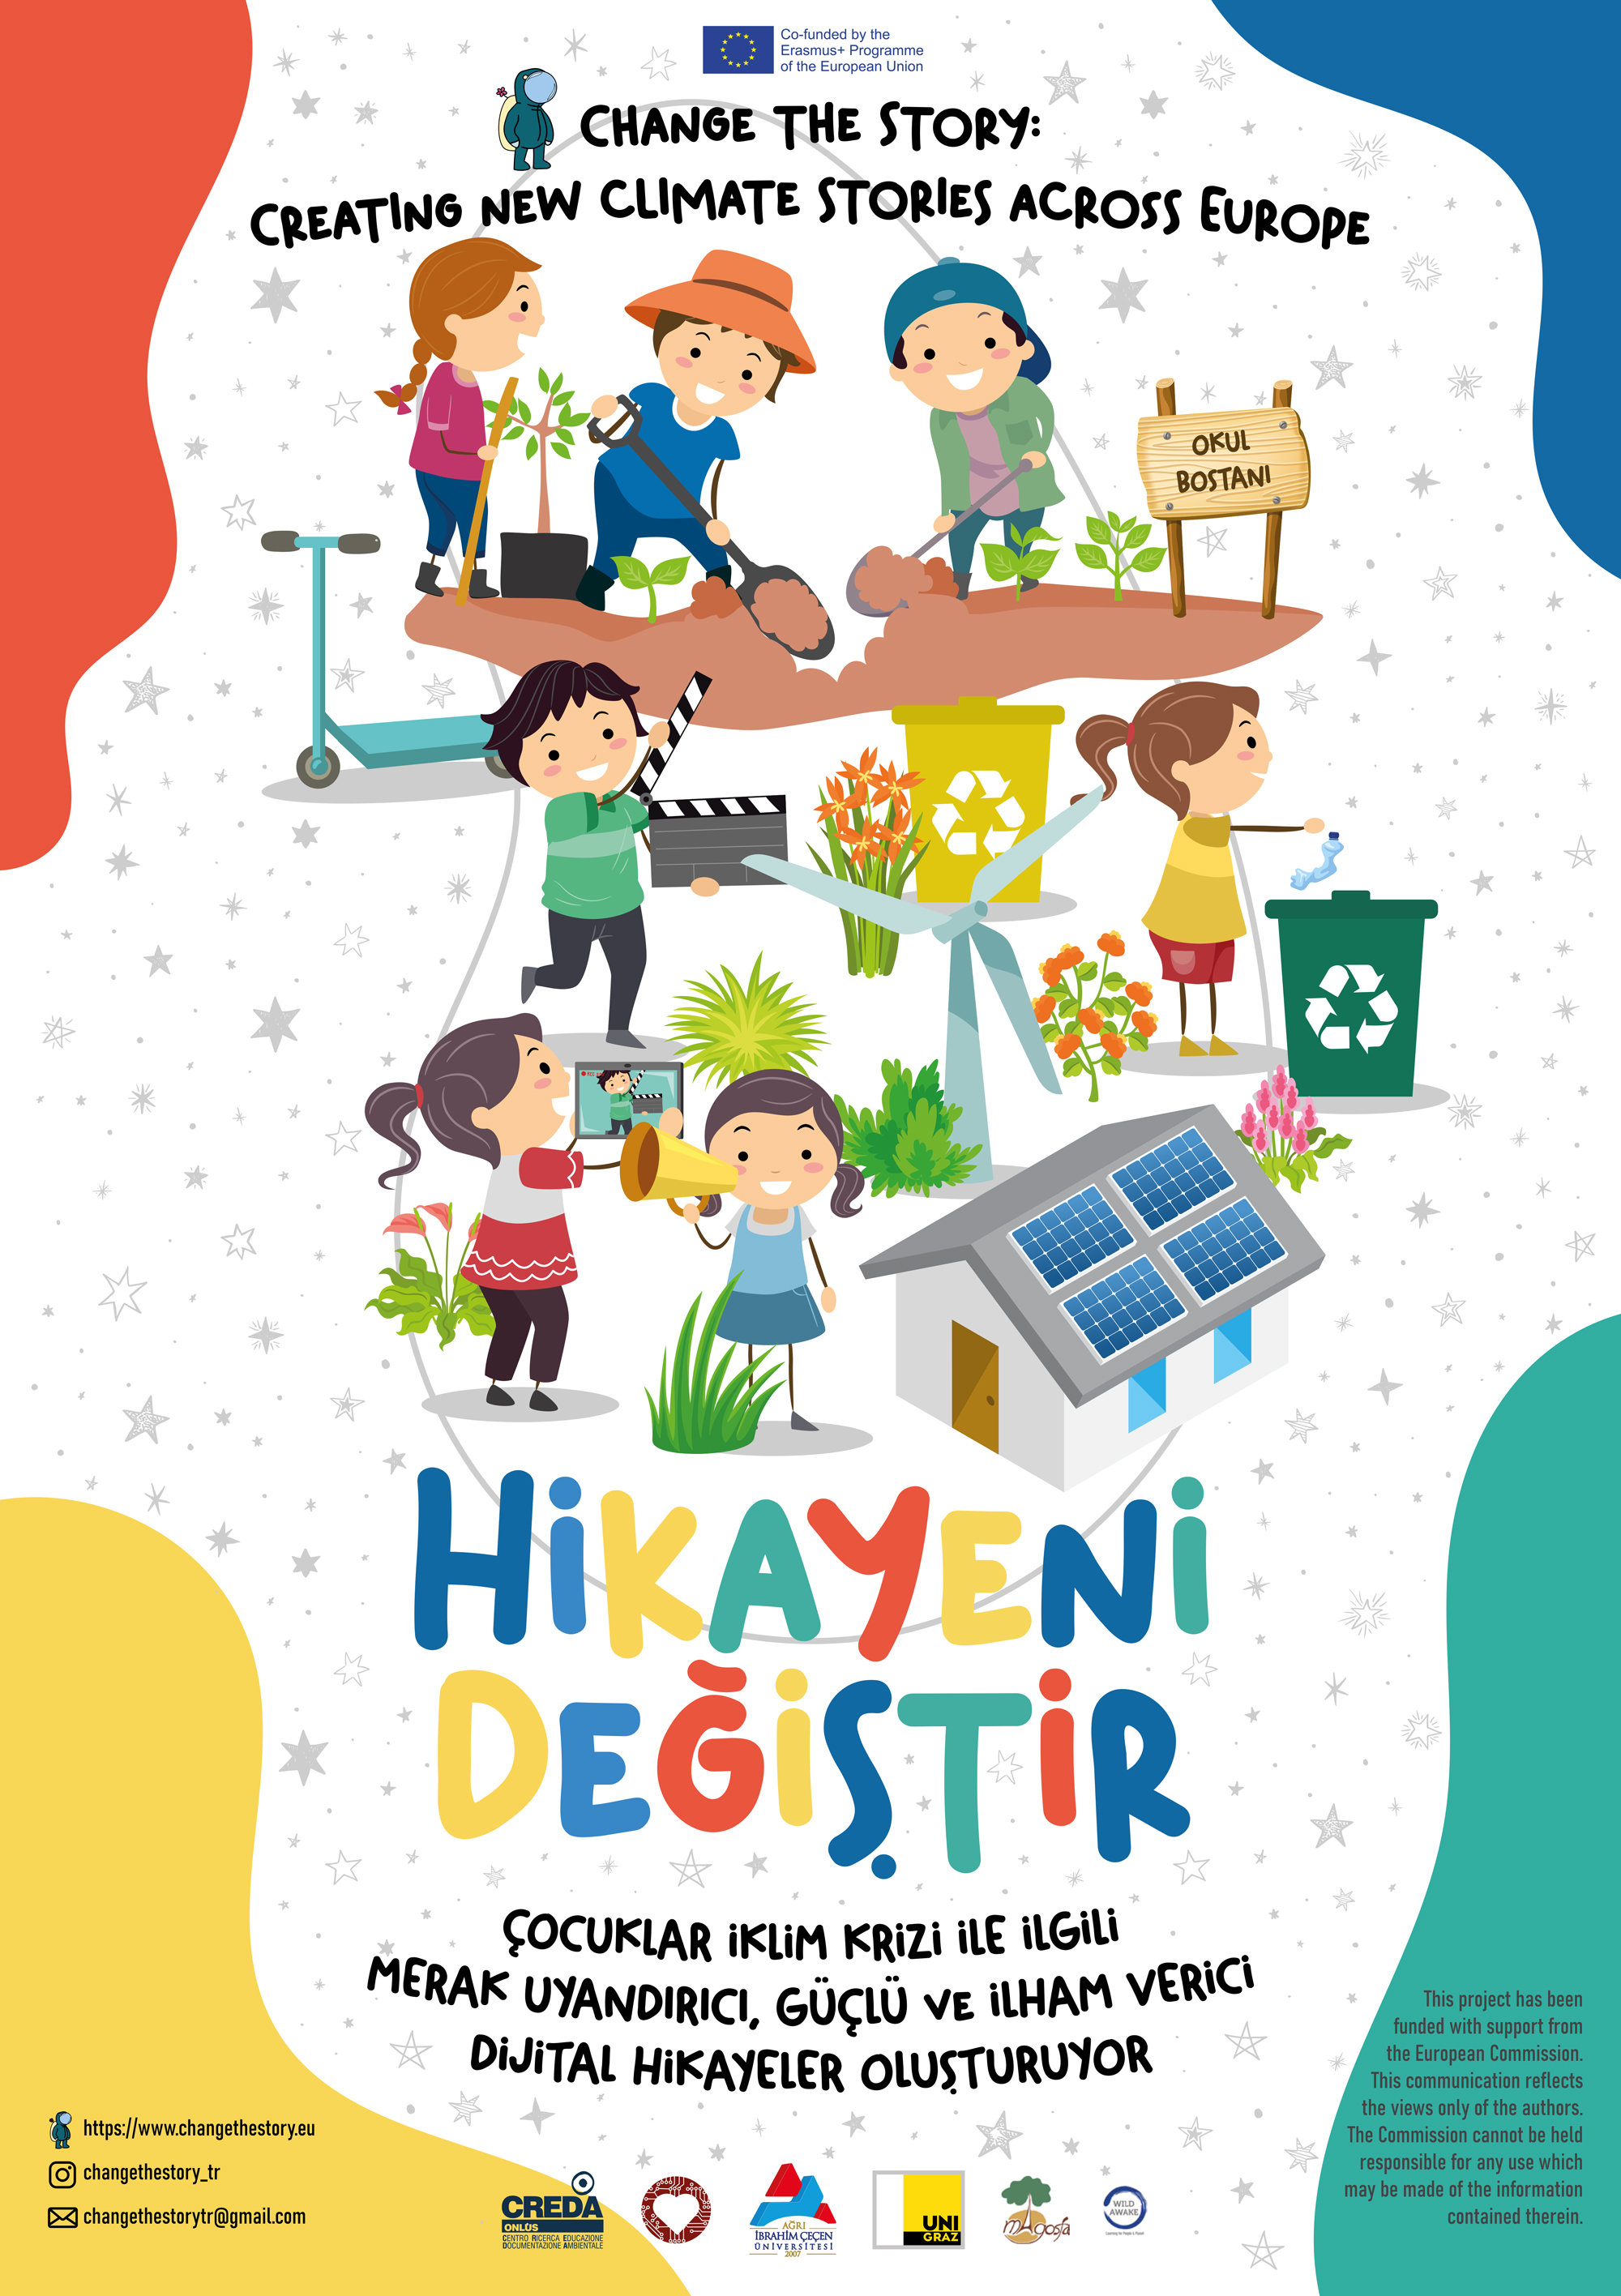 Co-funded by the
Erasmus+ Programme
of the European Union
CHANGE THE STORY:
CREATING NEW CLIMATE STORIES ACROSS EUROPE
OKUL
BOSTANI
HİKAYENİ
DEĞİŞTİR
ÇOCUKLAR İKLİM KRİZİ İLE İLGİLİ
MERAK UYANDIRICI, GÜÇLÜ VE İLHAM VERİCİ
DİJİTAL HİKAYELER OLUŞTURUYOR
https://www.changethestory.eu
changethestory_tr
changethestorytr@gmail.com
CREDA
ONLUS
CENTRO RICERCA EDUCAZIONE
DOCUMENTAZIONE AMBIENTALE
AĞRI
İBRAHİM ÇEÇEN
ÜNİVERSİTESİ
2007
UNI
GRAZ
mAgosfa
WILD
AWAKE
This project has been
funded with support from
the European Commission.
This communication reflects
the views only of the authors.
The Commission cannot be held
responsible for any use which
may be made of the information
contained therein.